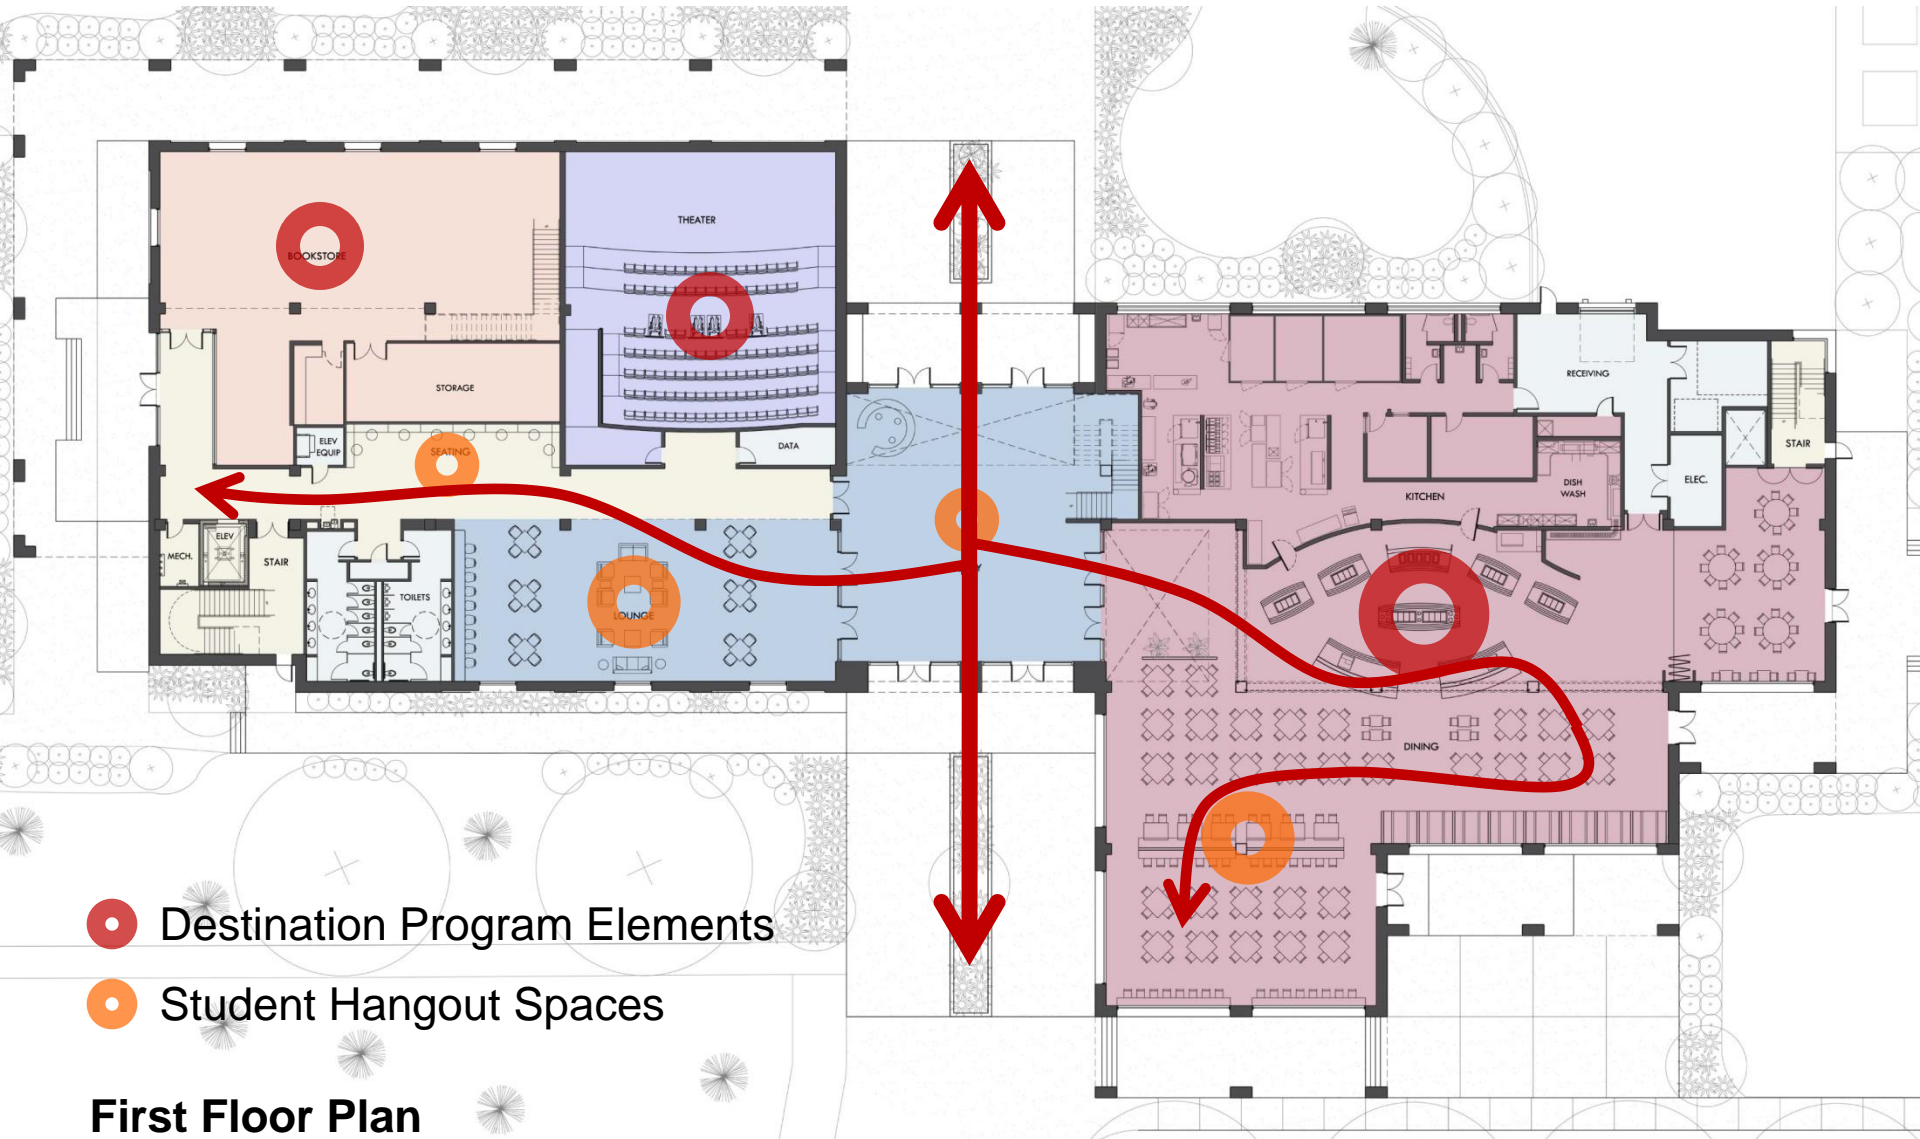 THEATER
BOOKSTORE
STORAGE
RECEIVING
ELEV
EQUIP
SEATING
DATA
STAIR
ELEC.
DISH
WASH
KITCHEN
MECH.
ELEV
STAIR
TOILETS
LOUNGE
DINING
Destination Program Elements
Student Hangout Spaces
First Floor Plan